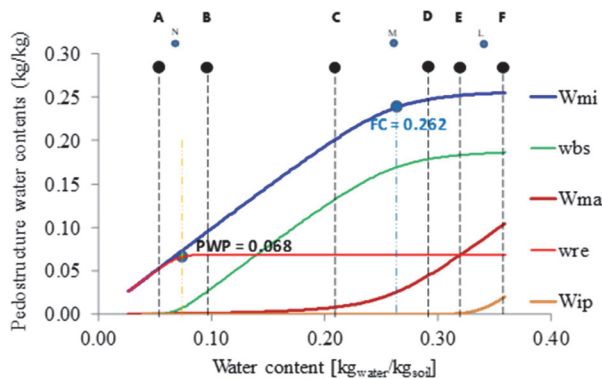 A B C D E F
N M L
Pedostructure water contents (kg/kg)
0.30
0.25
0.20
0.15
0.10
0.05
0.00
FC = 0.262
PWP = 0.068
0.00 0.10 0.20 0.30 0.40
Water content [kgwater/kgsoil]
Wmi
wbs
Wma
wre
Wip